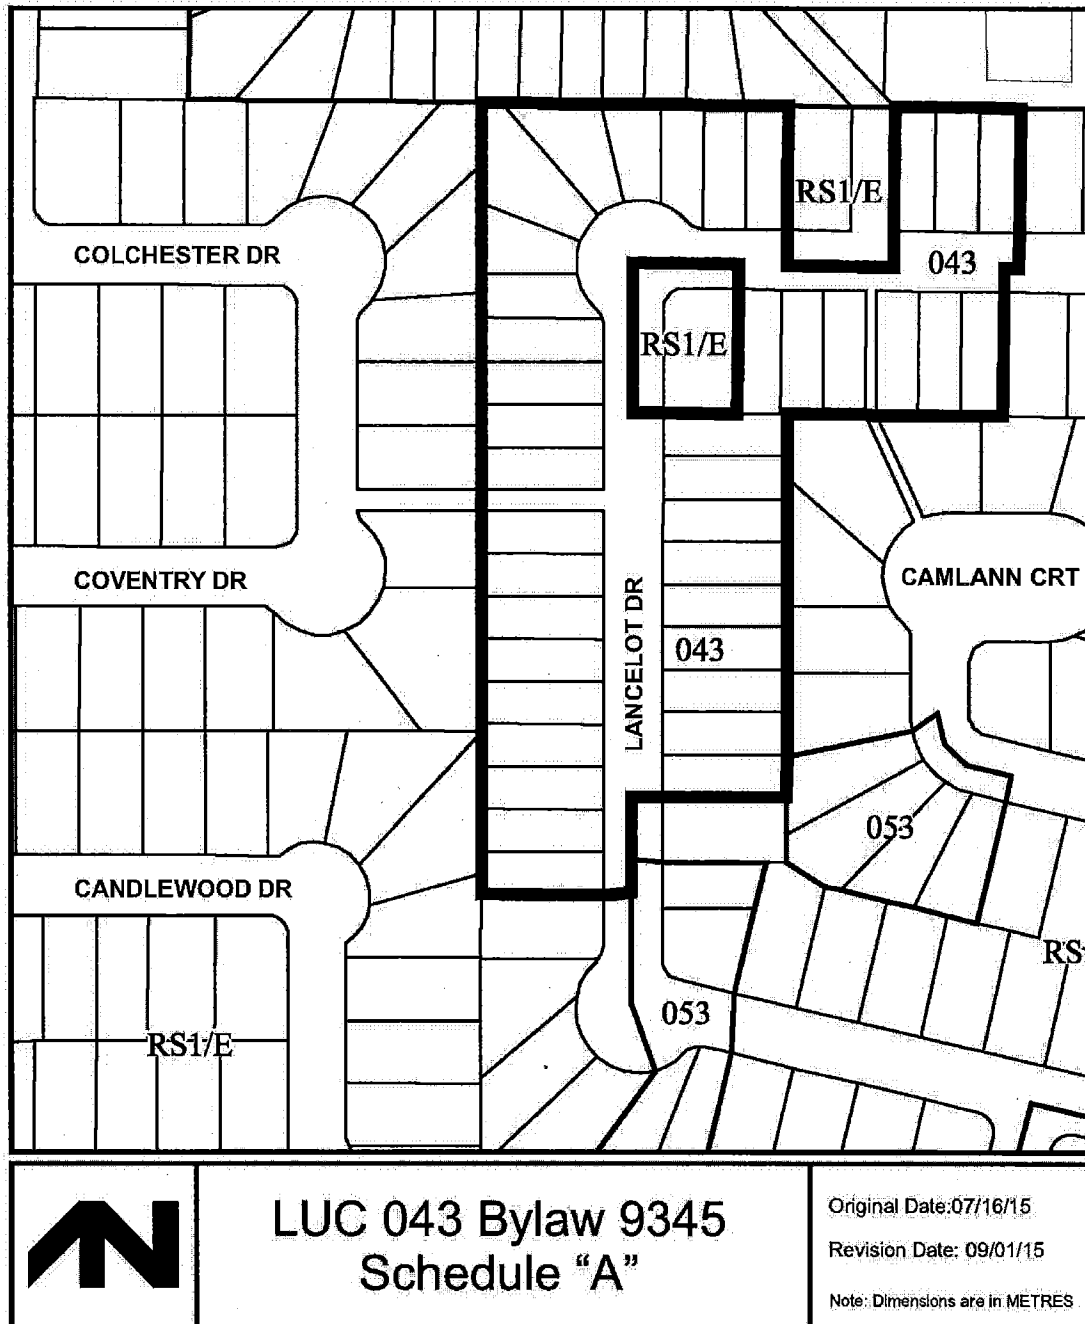 RS1/E
COLCHESTER DR
043
RS1/E
COVENTRY DR
CAMLANN CRT
LANCELOT DR
043
053
CANDLEWOOD DR
RS
053
RS1/E
LUC 043 Bylaw 9345
Schedule "A"
Original Date:07/16/15
Revision Date: 09/01/15
Note: Dimensions are in METRES